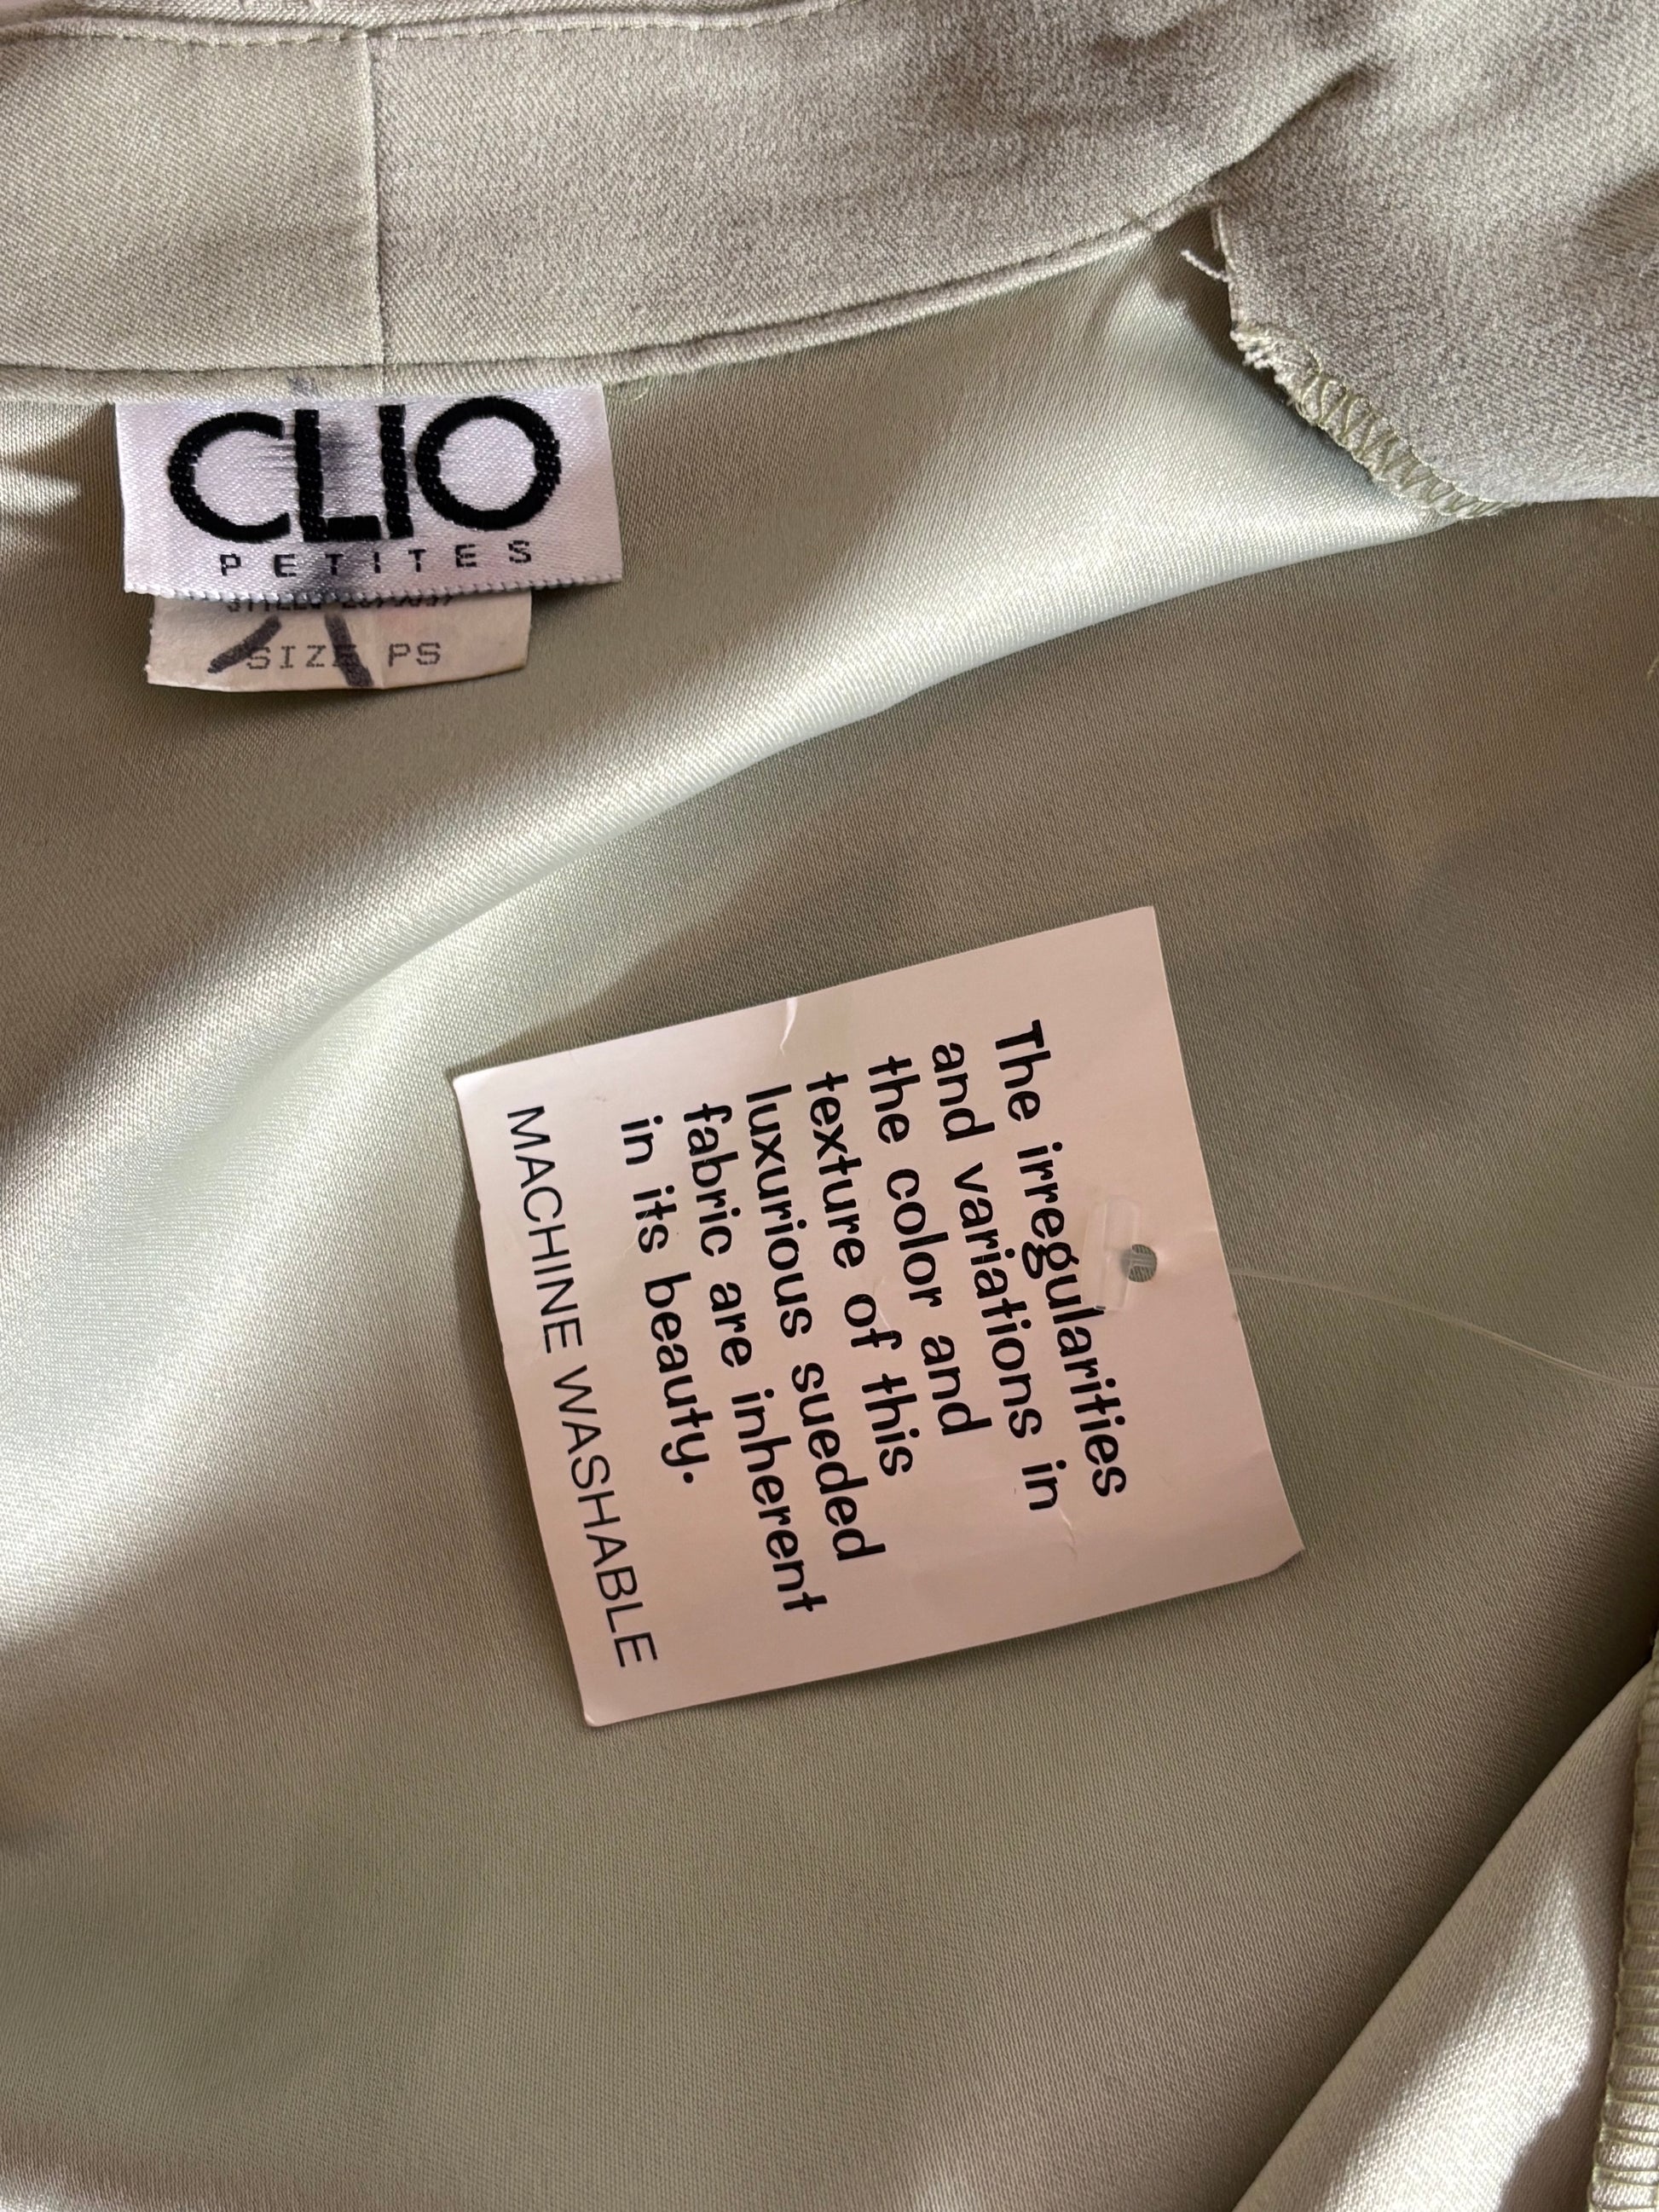 CLIO
PETITES
SIZE PS
The irregularities
and variations in
the color and
texture of this
luxurious sueded
fabric are inherent
in its beauty.
MACHINE WASHABLE